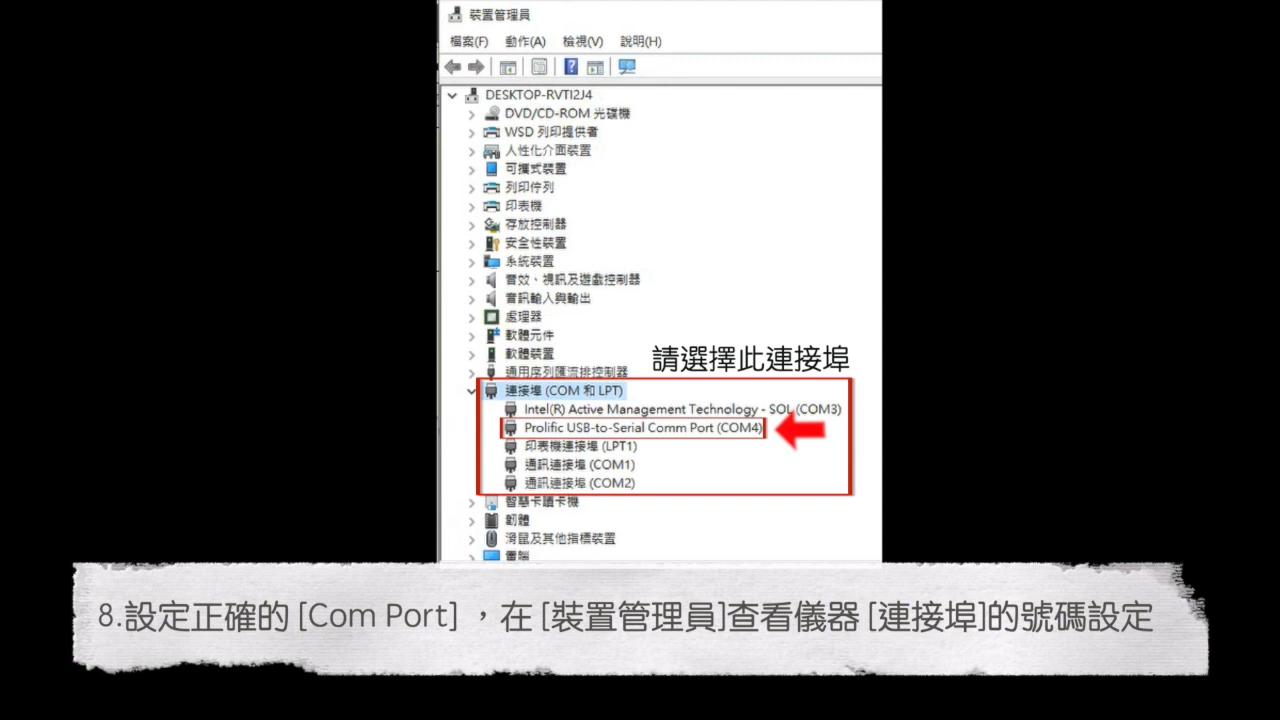 裝置管理員
檔案(F) 動作(A) 檢視(V) 說明(H)
DESKTOP-RVTI2J4
DVD/CD-ROM 光碟機
WSD 列印提供者
人性化介面裝置
可攜式裝置
列印佇列
印表機
存放控制器
安全性裝置
系統裝置
音效、視訊及遊戲控制器
音訊輸入與輸出
處理器
軟體元件
軟體裝置
請選擇此連接埠
通用序列匯流排控制器
連接埠 (COM 和 LPT)
Intel(R) Active Management Technology - SOL (COM3)
Prolific USB-to-Serial Comm Port (COM4)
印表機連接埠 (LPT1)
通訊連接埠 (COM1)
通訊連接埠 (COM2)
智慧卡讀卡機
韌體
滑鼠及其他指標裝置
電腦
8.設定正確的 [Com Port] ，在 [裝置管理員]查看儀器 [連接埠]的號碼設定